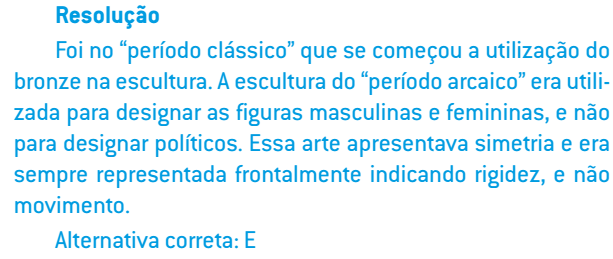 Resolução
Foi no “período clássico” que se começou a utilização do
bronze na escultura. A escultura do “período arcaico” era utili-
zada para designar as figuras masculinas e femininas, e não
para designar políticos. Essa arte apresentava simetria e era
sempre representada frontalmente indicando rigidez, e não
movimento.
Alternativa correta: E